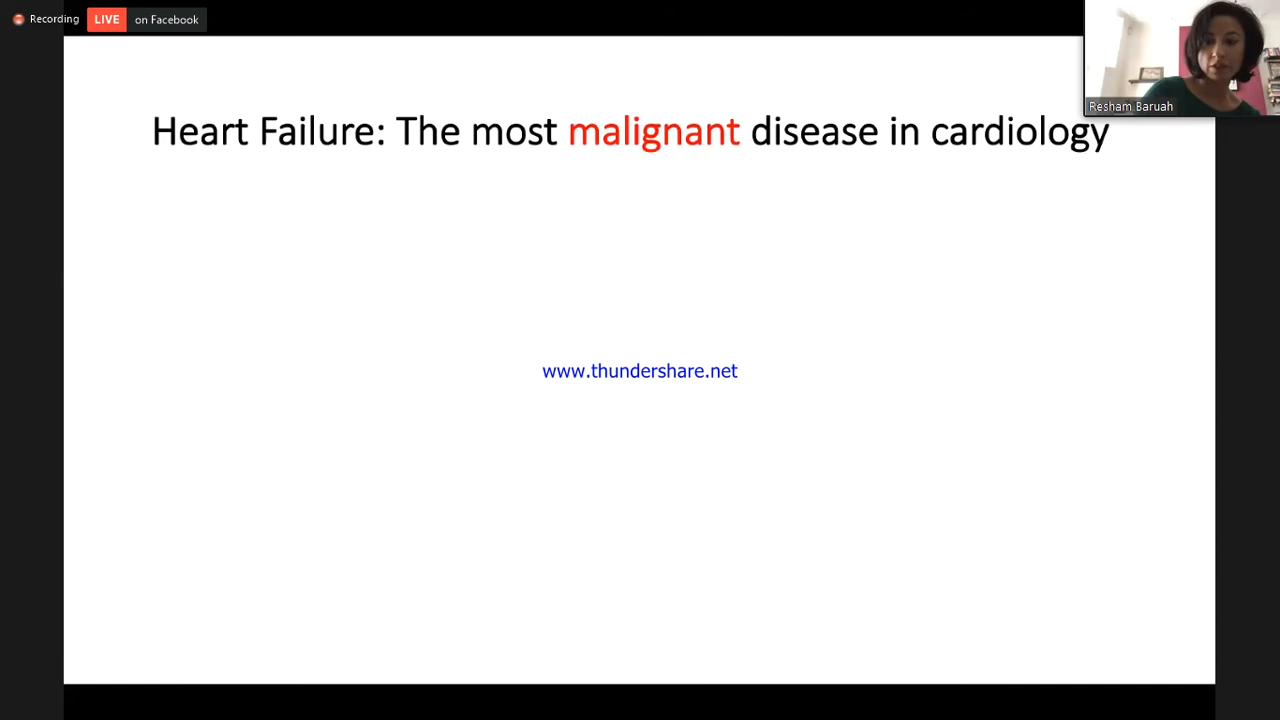 Recording
LIVE on Facebook
Resham Baruah
Heart Failure: The most malignant disease in cardiology
www.thundershare.net